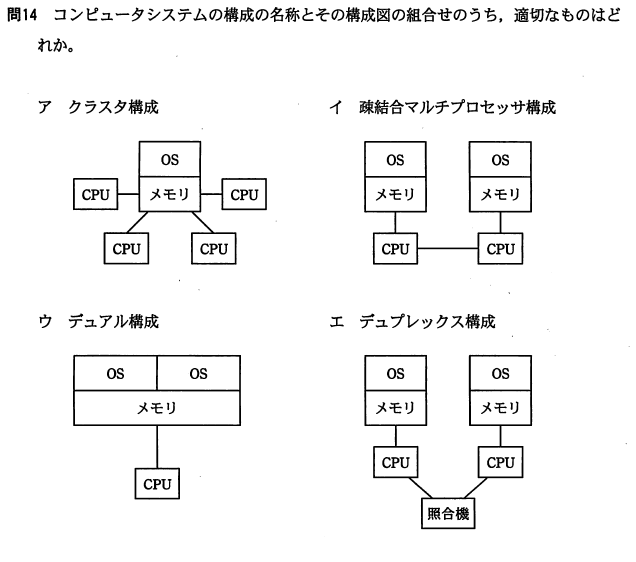 問14　コンピュータシステムの構成の名称とその構成図の組合せのうち，適切なものはど
れか。
ア　クラスタ構成
OS
メモリ
CPU
CPU
CPU
CPU
イ　疎結合マルチプロセッサ構成
OS
OS
メモリ
メモリ
CPU
CPU
ウ　デュアル構成
OS
OS
メモリ
CPU
エ　デュプレックス構成
OS
OS
メモリ
メモリ
CPU
CPU
照合機